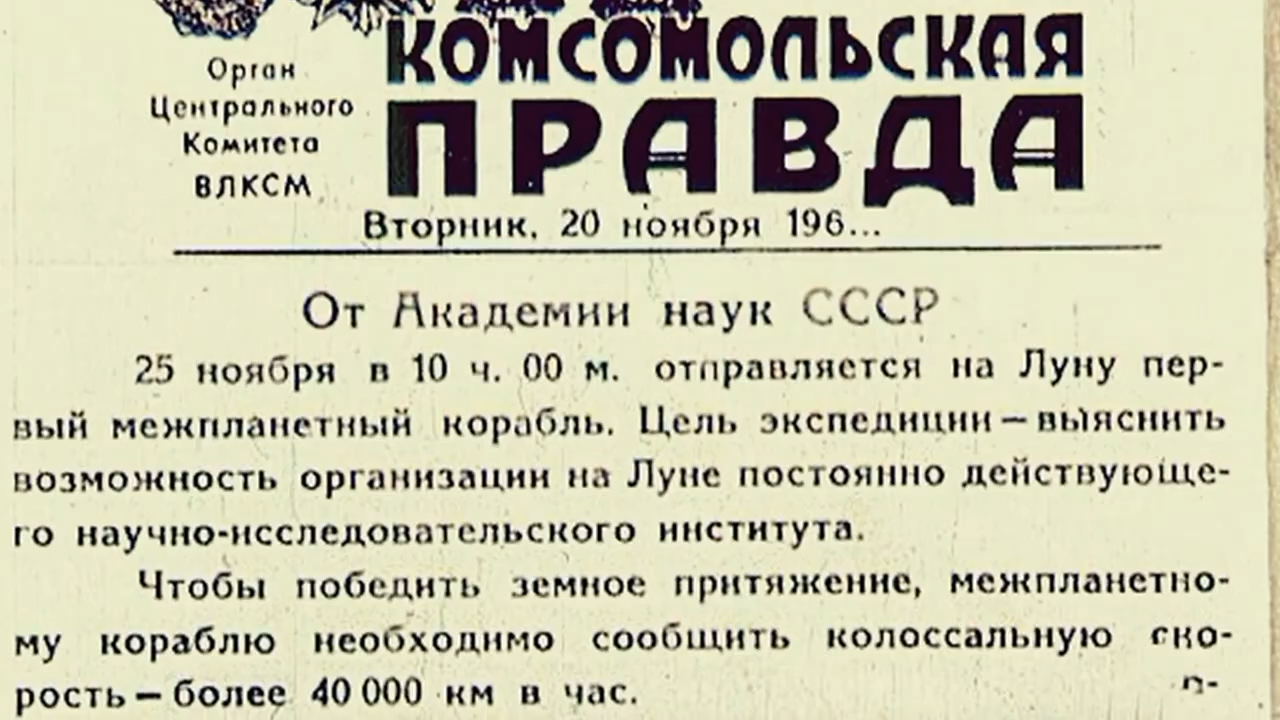 КОМСОМОЛЬСКАЯ
ПРАВДА
Орган
Центрального
Комитета
ВЛКСМ
Вторник, 20 ноября 196...
От Академии наук СССР
25 ноября в 10 ч. 00 м. отправляется на Луну пер-
вый межпланетный корабль. Цель экспедиции — выяснить
возможность организации на Луне постоянно действующе-
го научно-исследовательского института.
Чтобы победить земное притяжение, межпланетно-
му кораблю необходимо сообщить колоссальную ско-
рость — более 40 000 км в час.